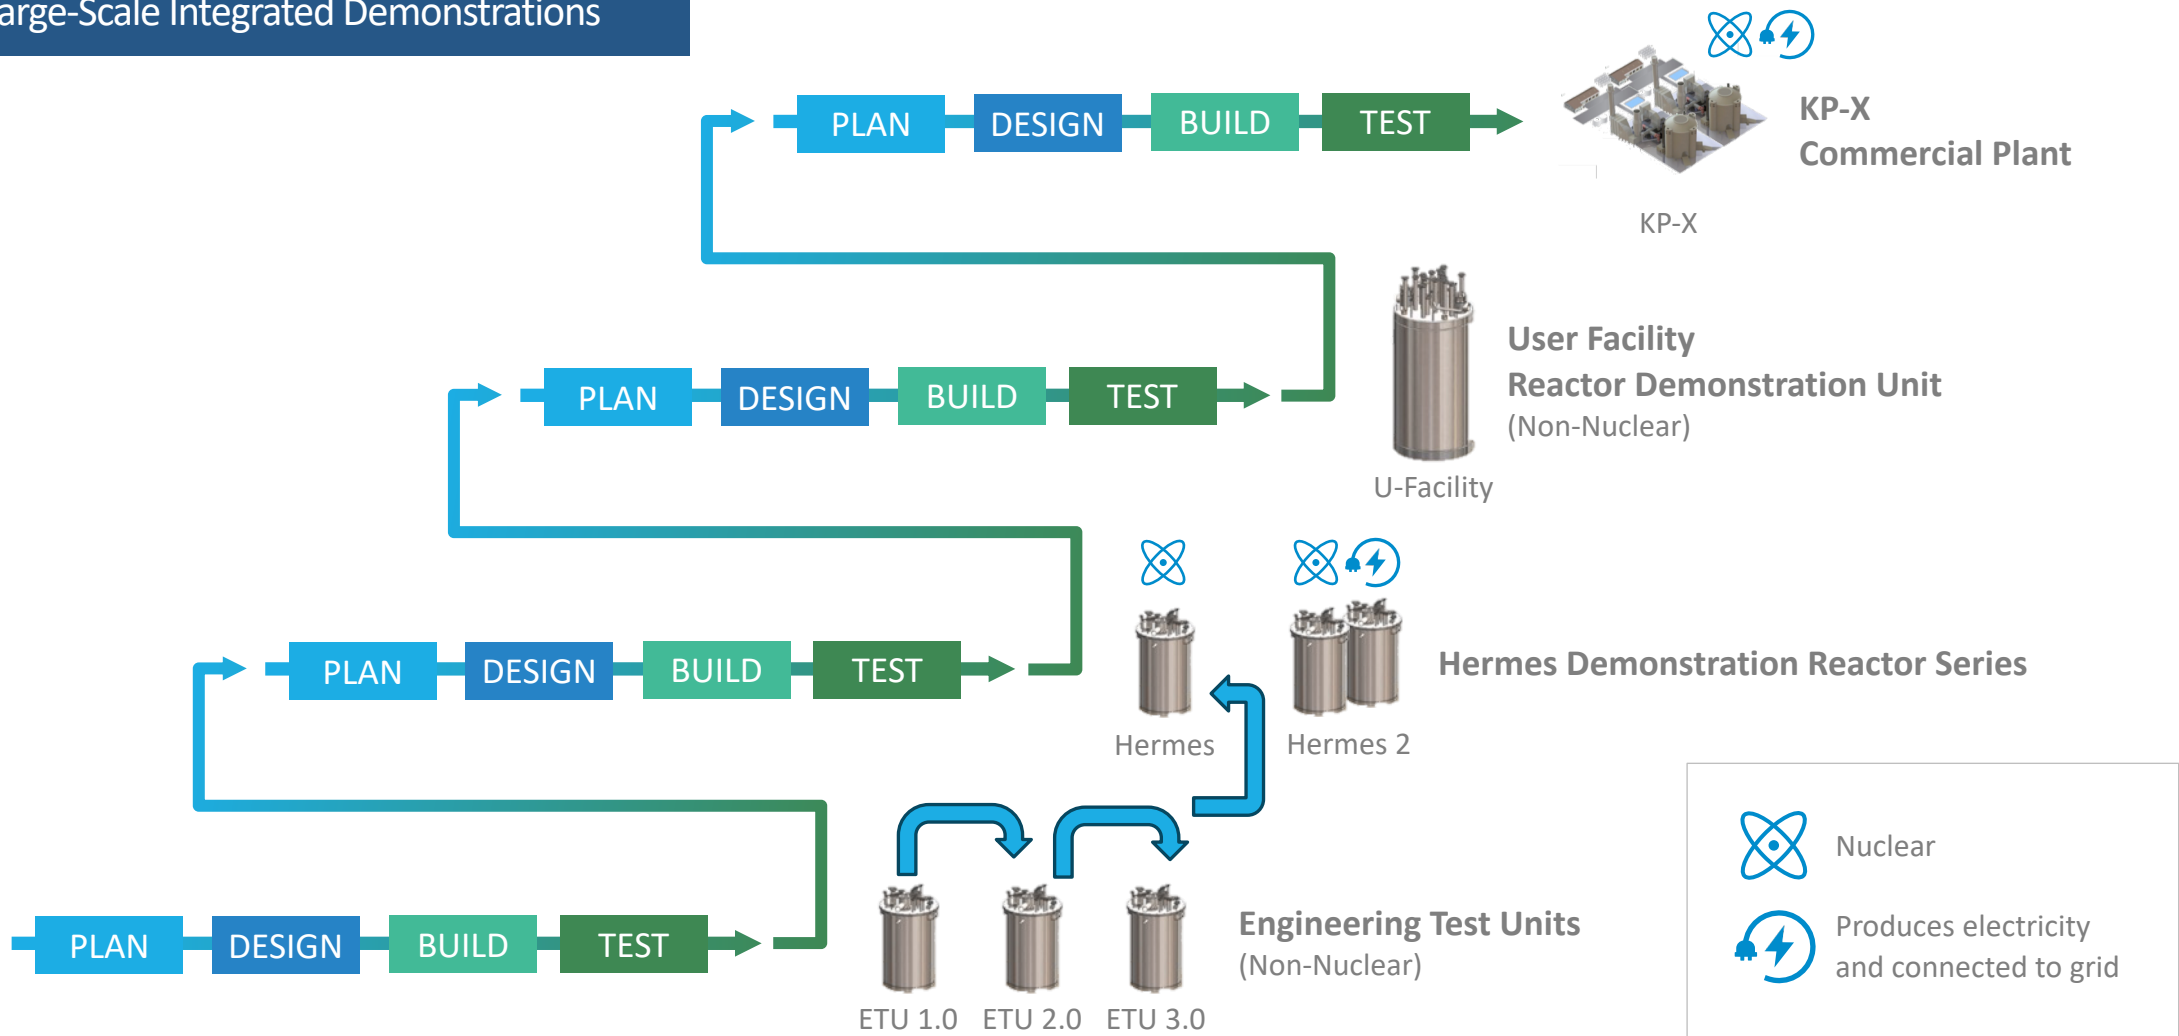 arge-Scale Integrated Demonstrations
PLAN DESIGN BUILD TEST
KP-X
Commercial Plant
KP-X
User Facility
Reactor Demonstration Unit
(Non-Nuclear)
PLAN DESIGN BUILD TEST
U-Facility
PLAN DESIGN BUILD TEST
Hermes Demonstration Reactor Series
Hermes
Hermes 2
Nuclear
Produces electricity
and connected to grid
PLAN DESIGN BUILD TEST
Engineering Test Units
(Non-Nuclear)
ETU 1.0 ETU 2.0 ETU 3.0